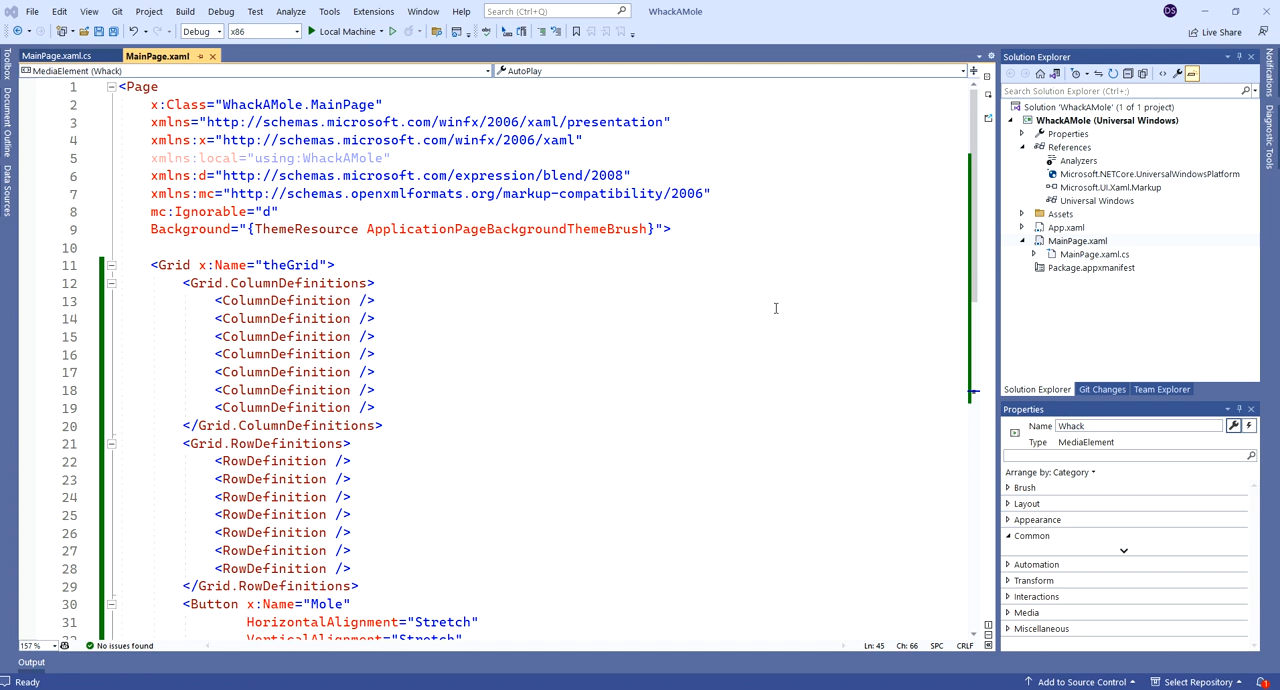 File Edit View Git Project Build Debug Test Analyze Tools Extensions Window Help Search (Ctrl+Q) WhackAMole DS
Debug x86 Local Machine Live Share
MainPage.xaml.cs MainPage.xaml
MediaElement (Whack) AutoPlay
1 <Page
2 x:Class="WhackAMole.MainPage"
3 xmlns="http://schemas.microsoft.com/winfx/2006/xaml/presentation"
4 xmlns:x="http://schemas.microsoft.com/winfx/2006/xaml"
5 xmlns:local="using:WhackAMole"
6 xmlns:d="http://schemas.microsoft.com/expression/blend/2008"
7 xmlns:mc="http://schemas.openxmlformats.org/markup-compatibility/2006"
8 mc:Ignorable="d"
9 Background="{ThemeResource ApplicationPageBackgroundThemeBrush}">
10
11 <Grid x:Name="theGrid">
12 <Grid.ColumnDefinitions>
13 <ColumnDefinition />
14 <ColumnDefinition />
15 <ColumnDefinition />
16 <ColumnDefinition />
17 <ColumnDefinition />
18 <ColumnDefinition />
19 <ColumnDefinition />
20 </Grid.ColumnDefinitions>
21 <Grid.RowDefinitions>
22 <RowDefinition />
23 <RowDefinition />
24 <RowDefinition />
25 <RowDefinition />
26 <RowDefinition />
27 <RowDefinition />
28 <RowDefinition />
29 </Grid.RowDefinitions>
30 <Button x:Name="Mole"
31 HorizontalAlignment="Stretch"
VerticalAlignment="Stretch"
157 % No issues found Ln: 45 Ch: 66 SPC CRLF
Toolbox
Document Outline
Data Sources
Solution Explorer
Search Solution Explorer (Ctrl+;)
Solution 'WhackAMole' (1 of 1 project)
WhackAMole (Universal Windows)
Properties
References
Analyzers
Microsoft.NETCore.UniversalWindowsPlatform
Microsoft.UI.Xaml.Markup
Universal Windows
Assets
App.xaml
MainPage.xaml
MainPage.xaml.cs
Package.appxmanifest
Solution Explorer Git Changes Team Explorer
Properties
Name Whack
Type MediaElement
Arrange by: Category
Brush
Layout
Appearance
Common
Automation
Transform
Interactions
Media
Miscellaneous
Notifications
Diagnostic Tools
Output
Ready Add to Source Control Select Repository 1